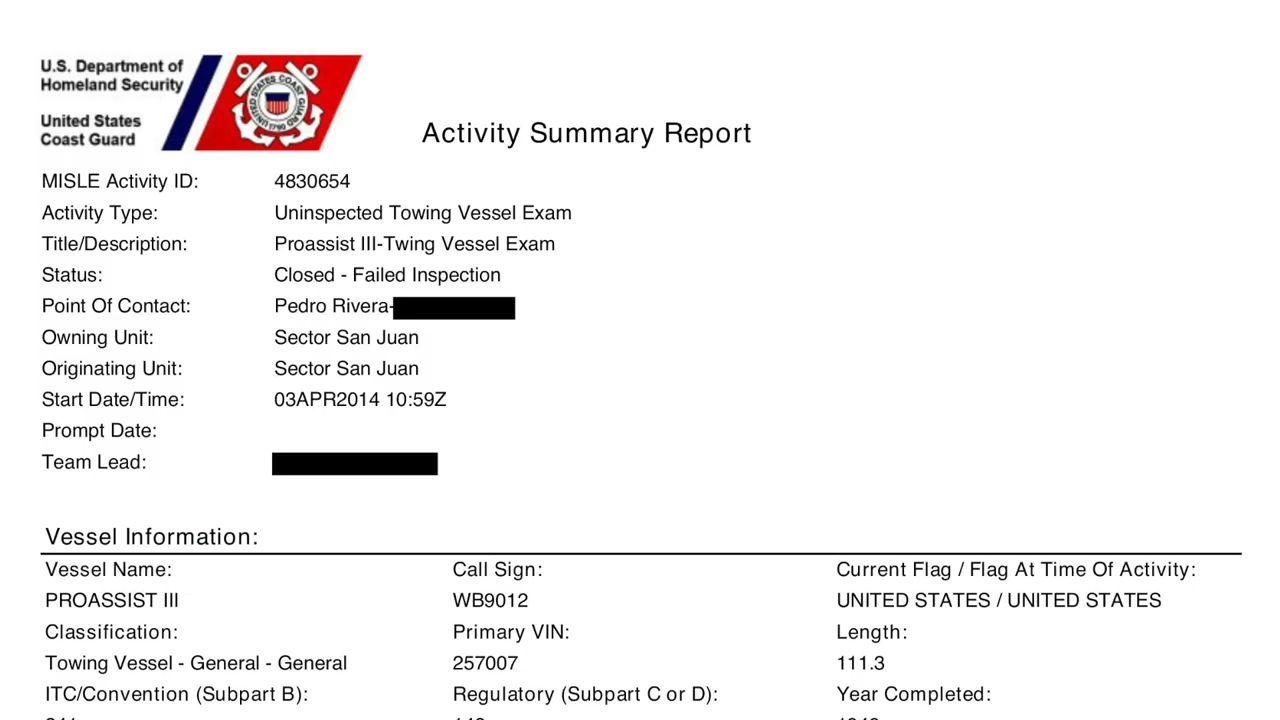 U.S. Department of
Homeland Security
United States
Coast Guard
UNITED STATES COAST GUARD
1790
Activity Summary Report
MISLE Activity ID: 4830654
Activity Type: Uninspected Towing Vessel Exam
Title/Description: Proassist III-Twing Vessel Exam
Status: Closed - Failed Inspection
Point Of Contact: Pedro Rivera-
Owning Unit: Sector San Juan
Originating Unit: Sector San Juan
Start Date/Time: 03APR2014 10:59Z
Prompt Date:
Team Lead:
Vessel Information:
Vessel Name: Call Sign: Current Flag / Flag At Time Of Activity:
PROASSIST III WB9012 UNITED STATES / UNITED STATES
Classification: Primary VIN: Length:
Towing Vessel - General - General 257007 111.3
ITC/Convention (Subpart B): Regulatory (Subpart C or D): Year Completed: